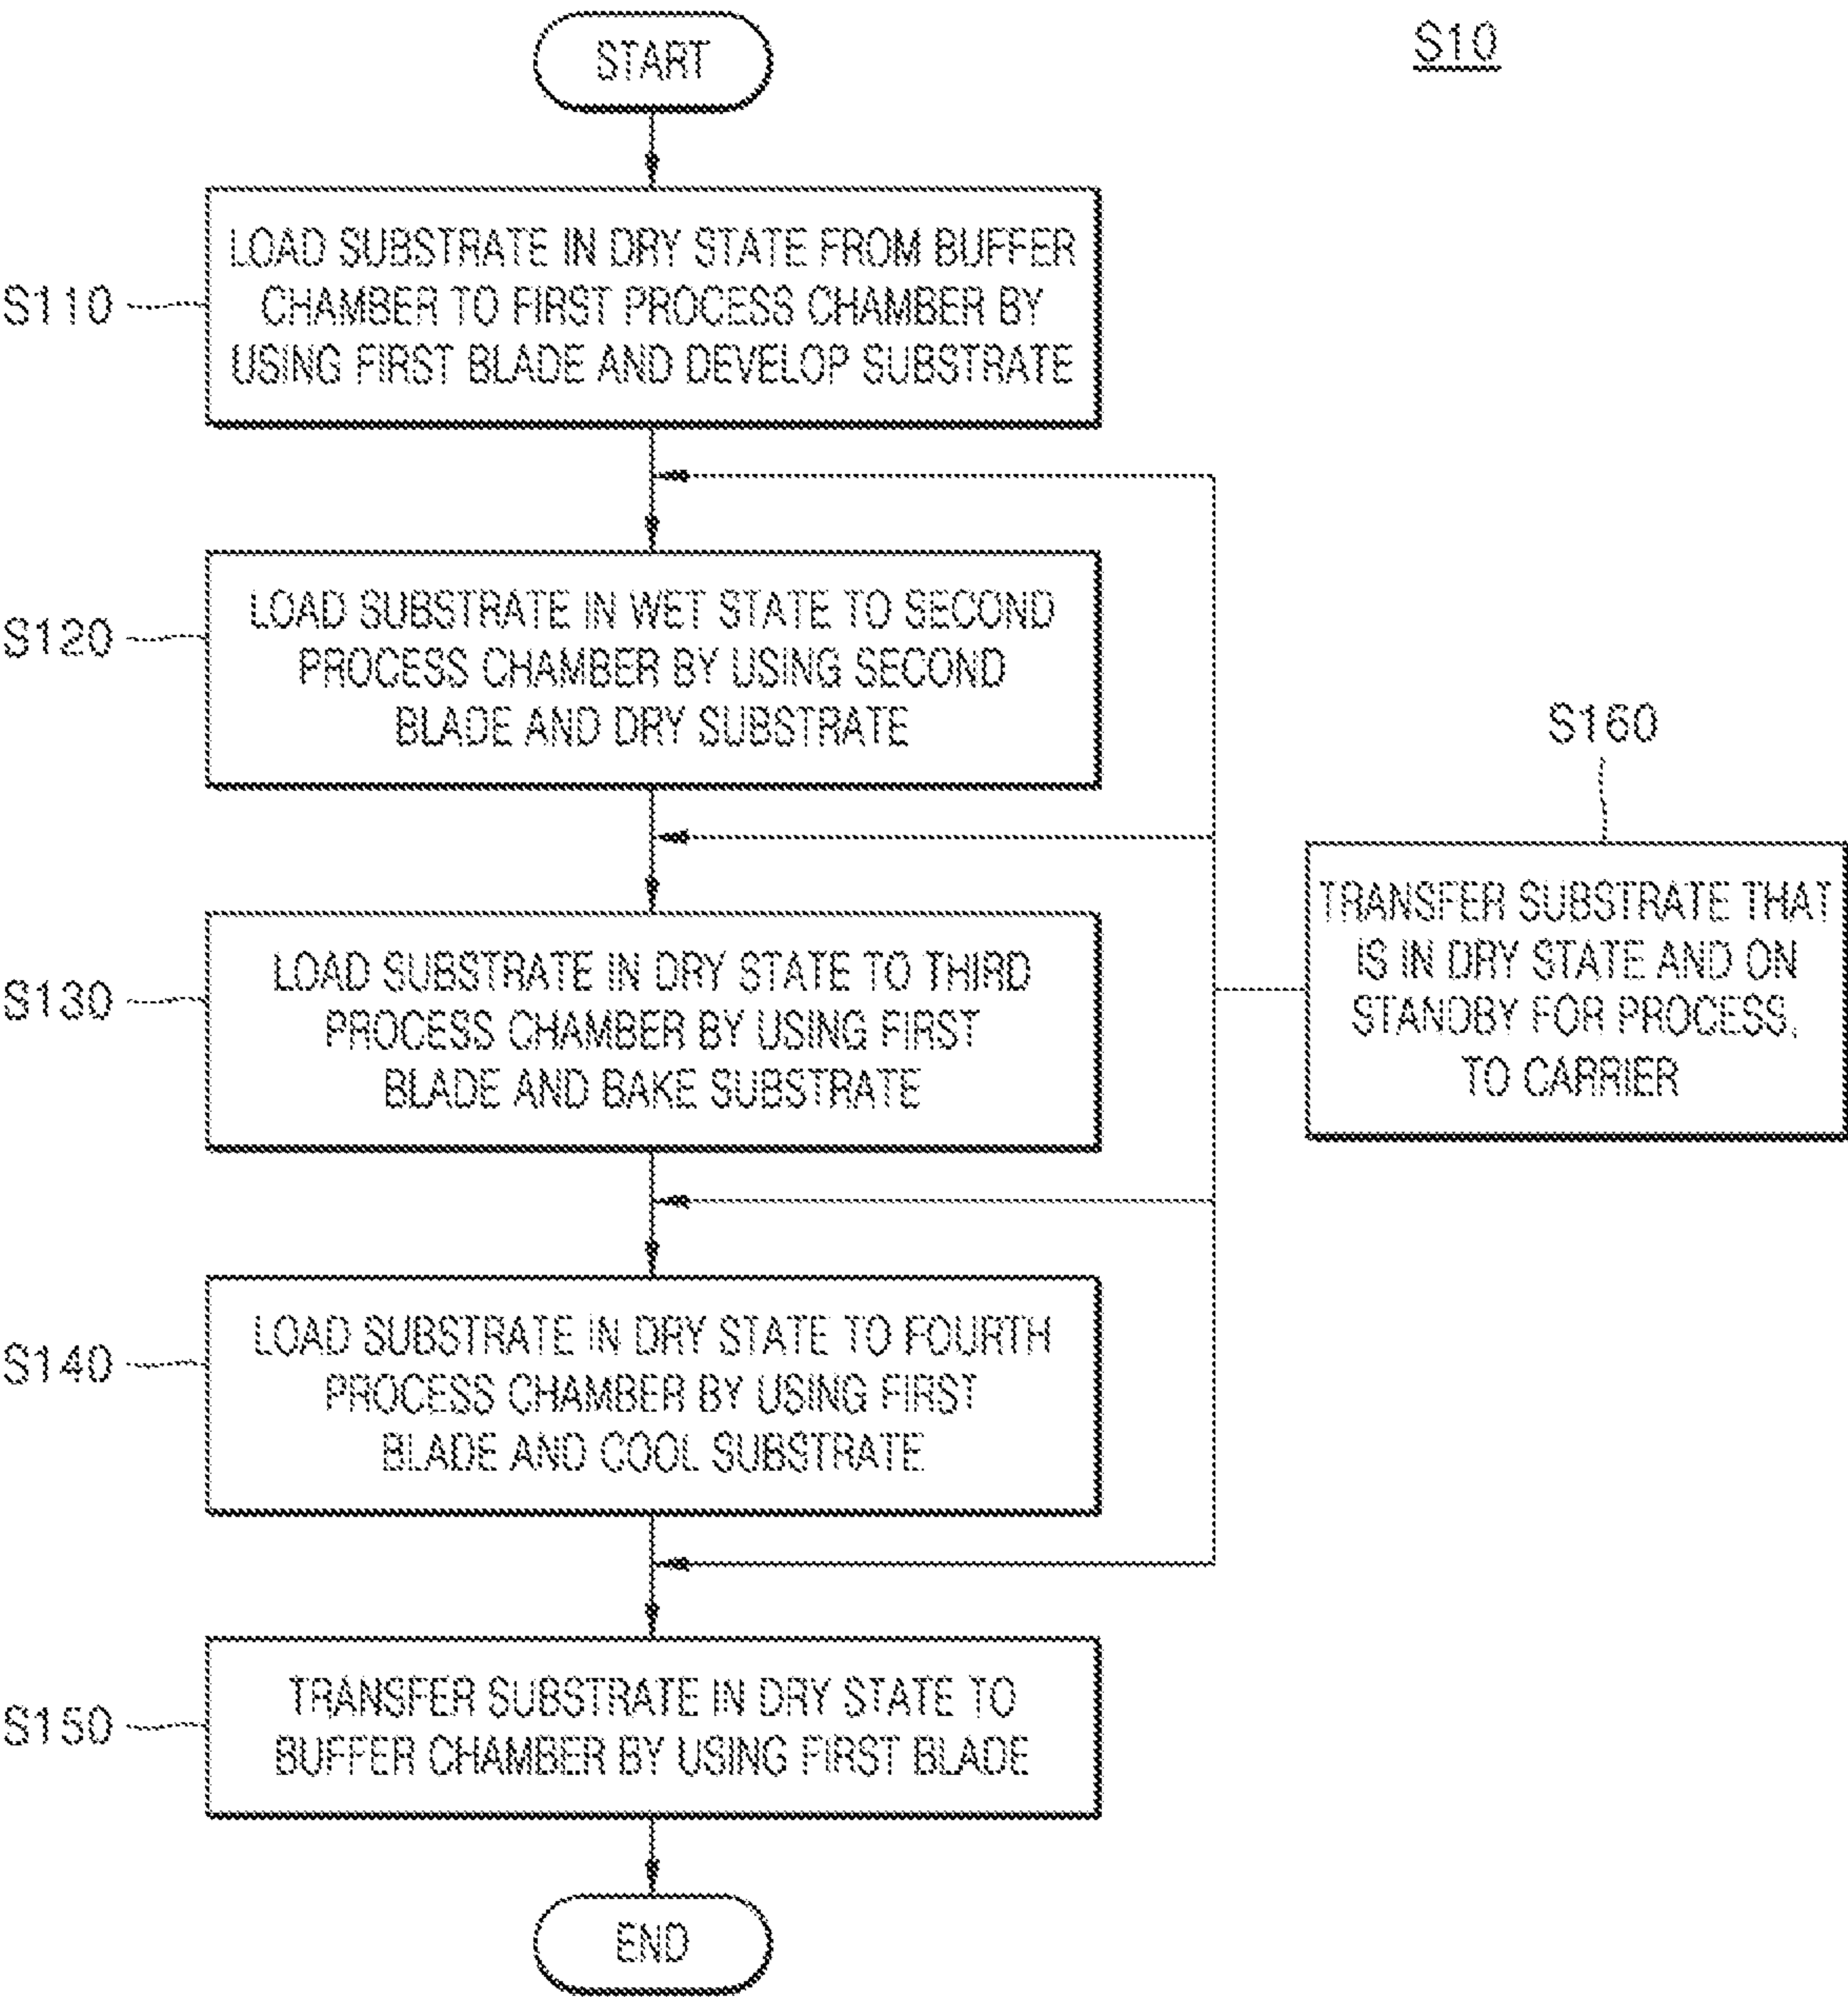 S10
START
S110
LOAD SUBSTRATE IN DRY STATE FROM BUFFER
CHAMBER TO FIRST PROCESS CHAMBER BY
USING FIRST BLADE AND DEVELOP SUBSTRATE
S120
LOAD SUBSTRATE IN WET STATE TO SECOND
PROCESS CHAMBER BY USING SECOND
BLADE AND DRY SUBSTRATE
S160
TRANSFER SUBSTRATE THAT
IS IN DRY STATE AND ON
STANDBY FOR PROCESS,
TO CARRIER
S130
LOAD SUBSTRATE IN DRY STATE TO THIRD
PROCESS CHAMBER BY USING FIRST
BLADE AND BAKE SUBSTRATE
S140
LOAD SUBSTRATE IN DRY STATE TO FOURTH
PROCESS CHAMBER BY USING FIRST
BLADE AND COOL SUBSTRATE
S150
TRANSFER SUBSTRATE IN DRY STATE TO
BUFFER CHAMBER BY USING FIRST BLADE
END